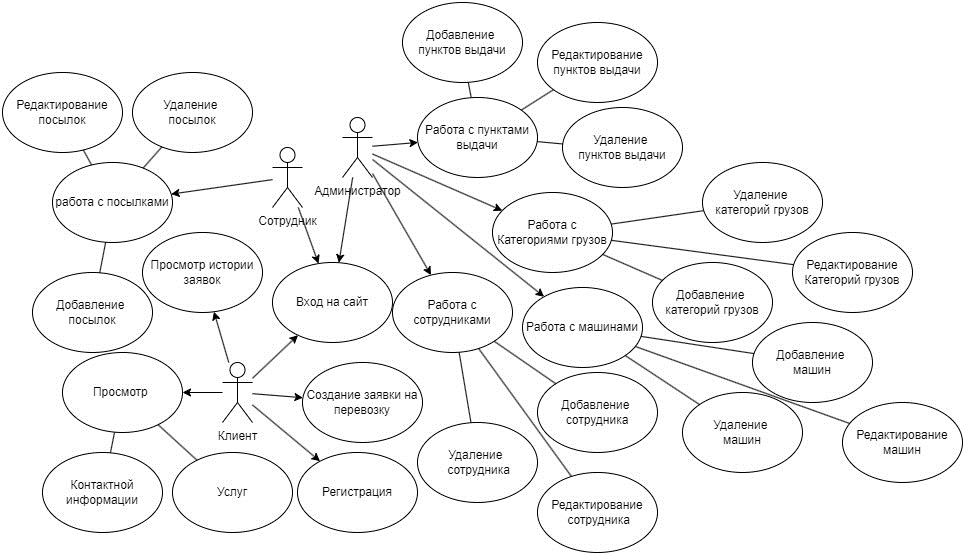 Добавление
пунктов выдачи
Редактирование
пунктов выдачи
Редактирование
посылок
Удаление
посылок
Работа с пунктами
выдачи
Удаление
пунктов выдачи
Администратор
Сотрудник
работа с посылками
Удаление
категорий грузов
Работа с
Категориями грузов
Просмотр истории
заявок
Редактирование
Категорий грузов
Добавление
посылок
Вход на сайт
Работа с
сотрудниками
Добавление
категорий грузов
Работа с машинами
Добавление
машин
Просмотр
Клиент
Создание заявки на
перевозку
Добавление
сотрудника
Удаление
машин
Редактирование
машин
Удаление
сотрудника
Контактной
информации
Услуг
Регистрация
Редактирование
сотрудника